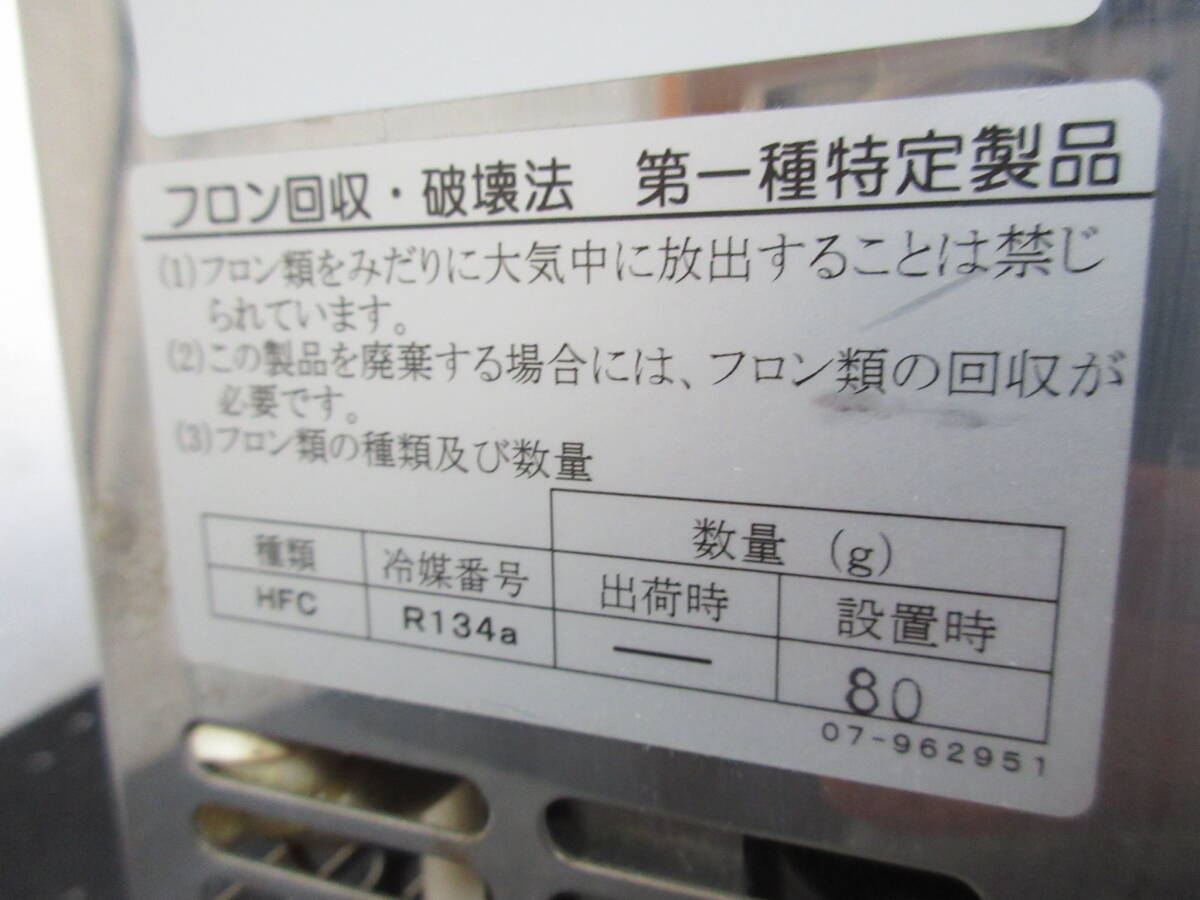 フロン回収・破壊法　第一種特定製品
(1)フロン類をみだりに大気中に放出することは禁じ
られています。
(2)この製品を廃棄する場合には、フロン類の回収が
必要です。
(3)フロン類の種類及び数量
種類 冷媒番号 数量 (g)
出荷時 設置時
HFC R134a — 80
07-962951